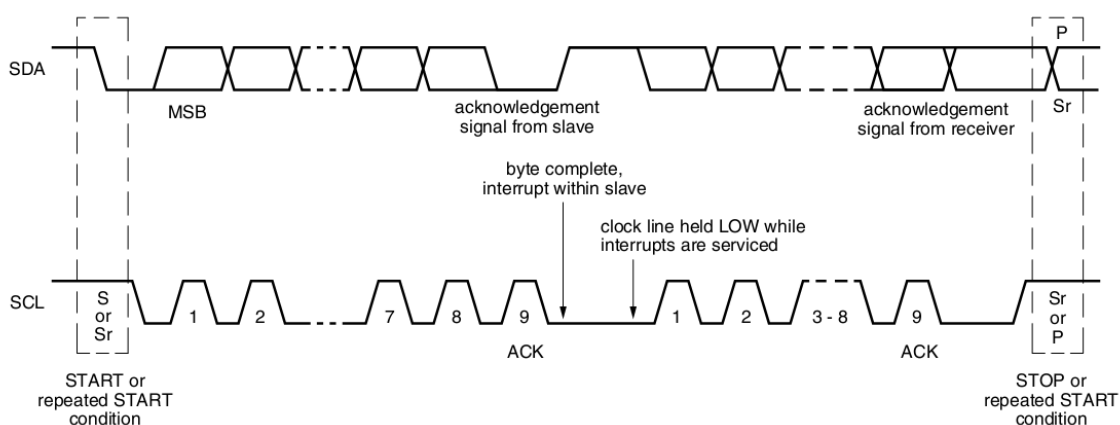 P
SDA
MSB
acknowledgement
signal from slave
acknowledgement
signal from receiver
Sr
byte complete,
interrupt within slave
clock line held LOW while
interrupts are serviced
SCL
S
or
Sr
1
2
7
8
9
1
2
3 - 8
9
Sr
or
P
ACK
ACK
START or
repeated START
condition
STOP or
repeated START
condition